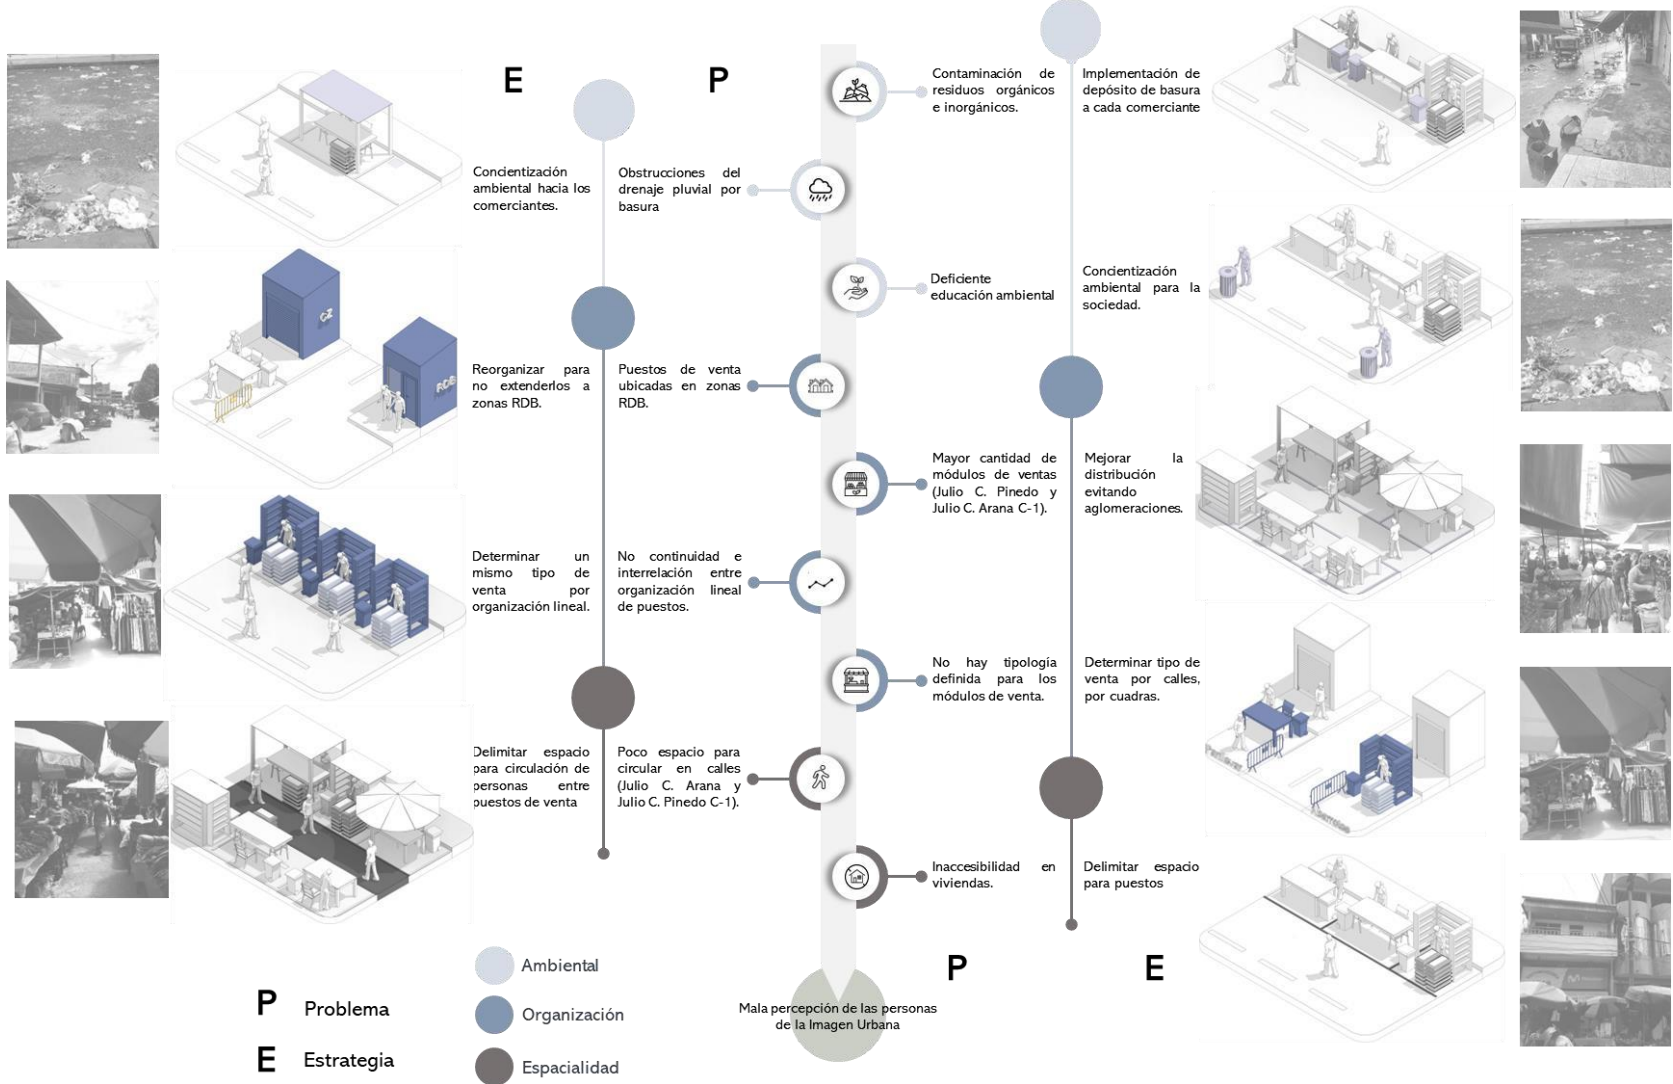 E
P
Contaminación de
residuos orgánicos
e inorgánicos.
Implementación de
depósito de basura
a cada comerciante
Concientización
ambiental hacia los
comerciantes.
Obstrucciones del
drenaje pluvial por
basura
Deficiente
educación ambiental
Concientización
ambiental para la
sociedad.
GZ
RDB
Reorganizar para
no extenderlos a
zonas RDB.
Puestos de venta
ubicadas en zonas
RDB.
Mayor cantidad de
módulos de ventas
(Julio C. Pinedo y
Julio C. Arana C-1).
Mejorar la
distribución
evitando
aglomeraciones.
Determinar un
mismo tipo de
venta por
organización lineal.
No continuidad e
interrelación entre
organización lineal
de puestos.
No hay tipología
definida para los
módulos de venta.
Determinar tipo de
venta por calles,
por cuadras.
Delimitar espacio
para circulación de
personas entre
puestos de venta
Poco espacio para
circular en calles
(Julio C. Arana y
Julio C. Pinedo C-1).
Inaccesibilidad en
viviendas.
Delimitar espacio
para puestos
P
E
Mala percepción de las personas
de la Imagen Urbana
P Problema
E Estrategia
Ambiental
Organización
Espacialidad